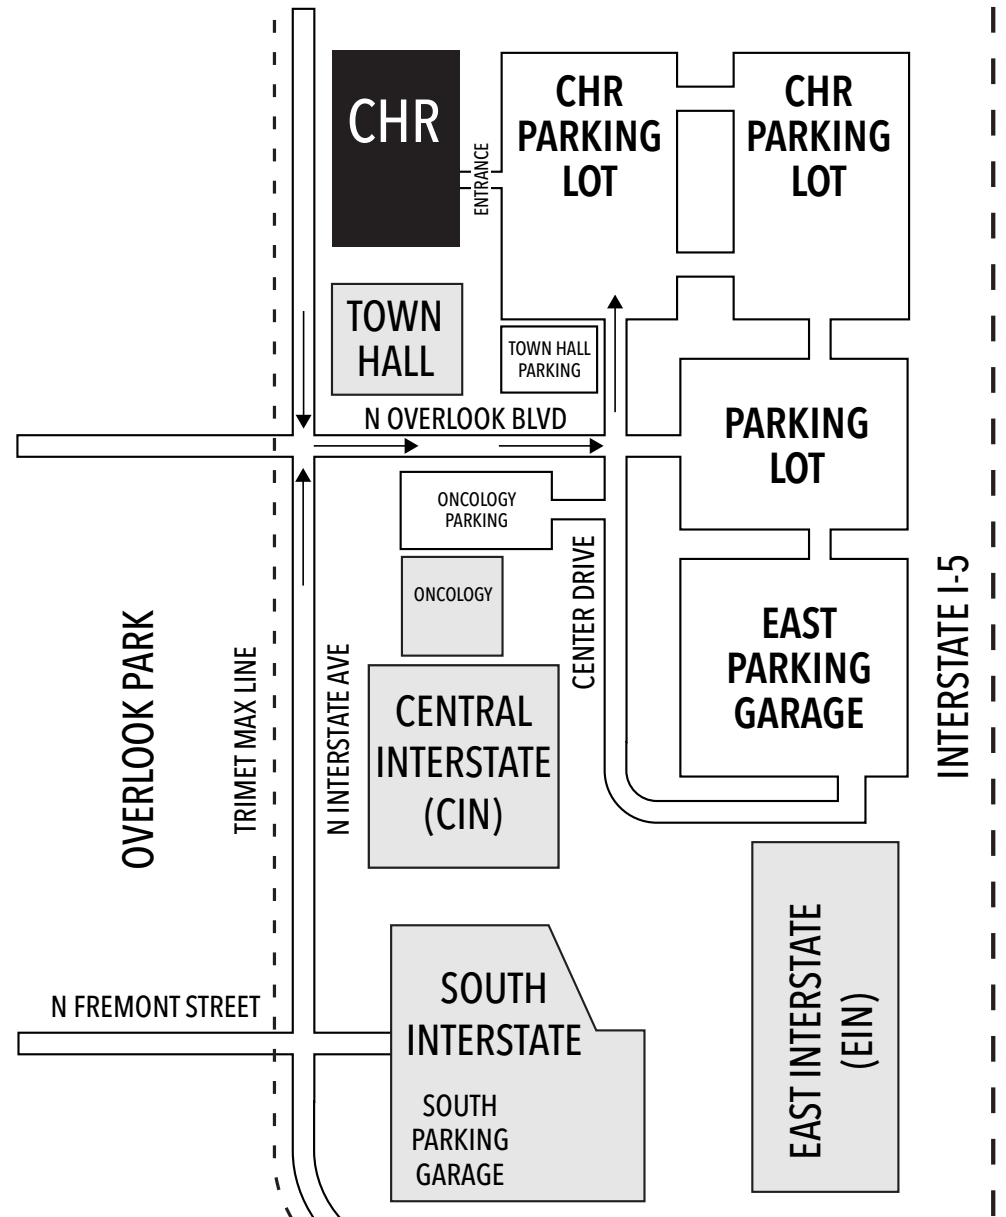 CHR
ENTRANCE
CHR
PARKING
LOT
CHR
PARKING
LOT
TOWN
HALL
TOWN HALL
PARKING
N OVERLOOK BLVD
PARKING
LOT
ONCOLOGY
PARKING
ONCOLOGY
CENTER DRIVE
EAST
PARKING
GARAGE
INTERSTATE I-5
OVERLOOK PARK
TRIMET MAX LINE
N INTERSTATE AVE
CENTRAL
INTERSTATE
(CIN)
N FREMONT STREET
SOUTH
INTERSTATE
SOUTH
PARKING
GARAGE
EAST INTERSTATE
(EIN)